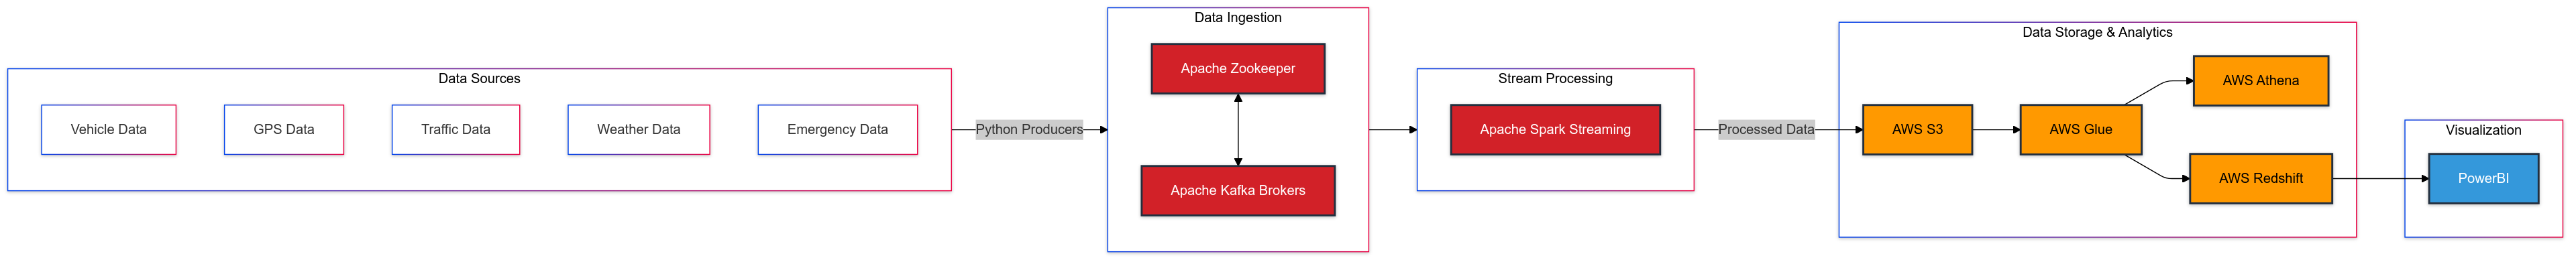 Data Sources
Vehicle Data
GPS Data
Traffic Data
Weather Data
Emergency Data
Python Producers
Data Ingestion
Apache Zookeeper
Apache Kafka Brokers
Stream Processing
Apache Spark Streaming
Processed Data
Data Storage & Analytics
AWS S3
AWS Glue
AWS Athena
AWS Redshift
Visualization
PowerBI